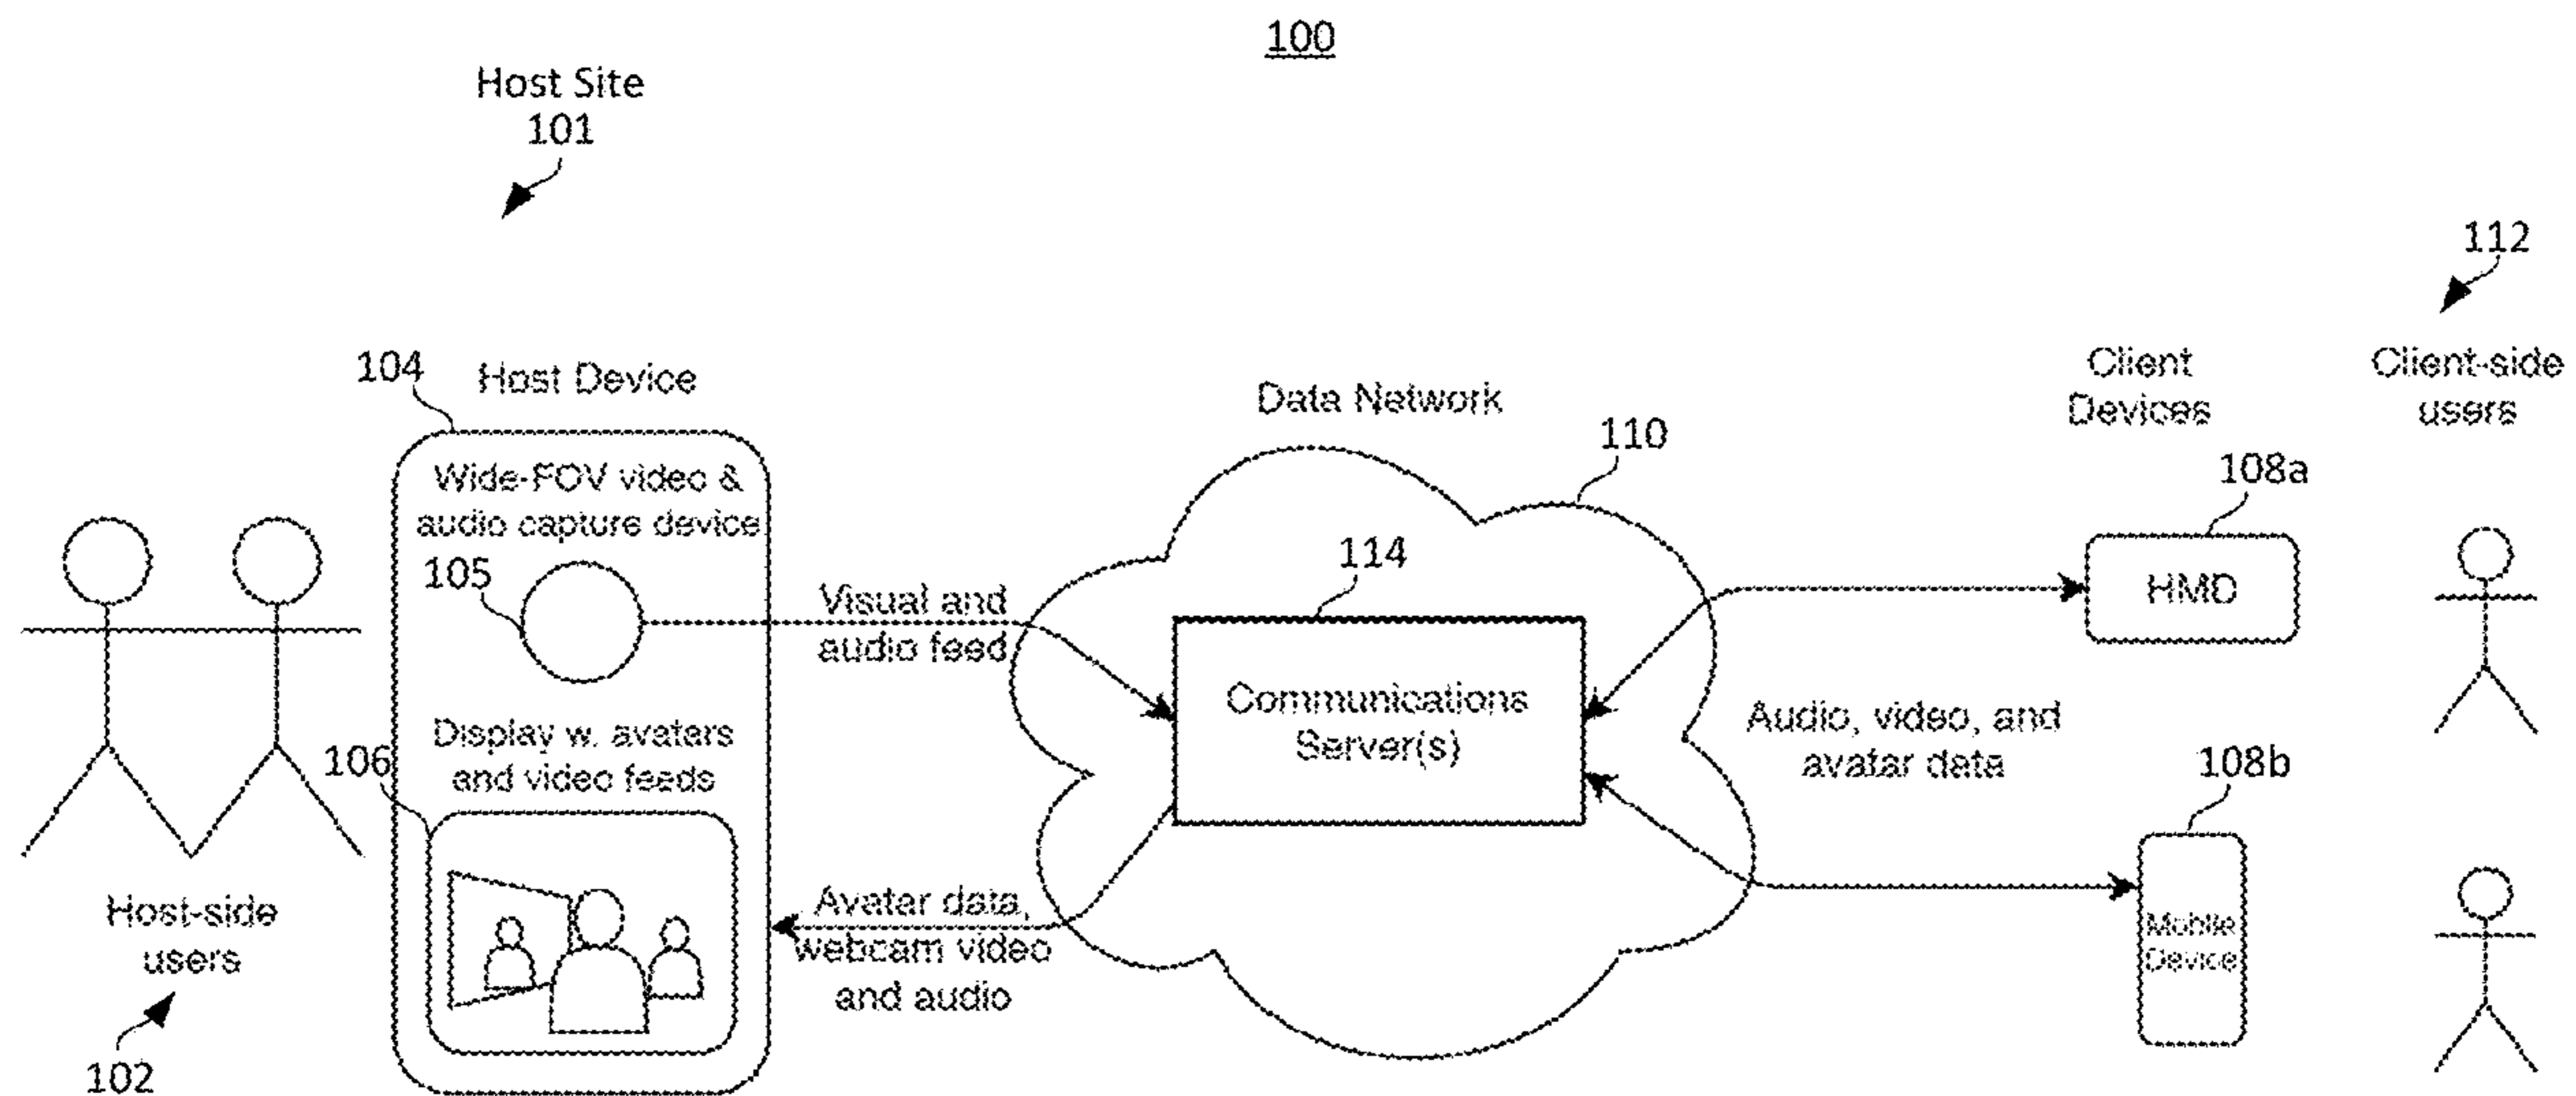 100
Host Site
101
112
104
Host Device
Data Network
110
Client
Devices
Client-side
users
108a
HMD
Wide-FOV video &
audio capture device
105
Visual and
audio feed
114
Communications
Server(s)
Audio, video, and
avatar data
108b
Mobile
Device
Display w. avatars
and video feeds
106
Avatar data,
webcam video
and audio
Host-side
users
102